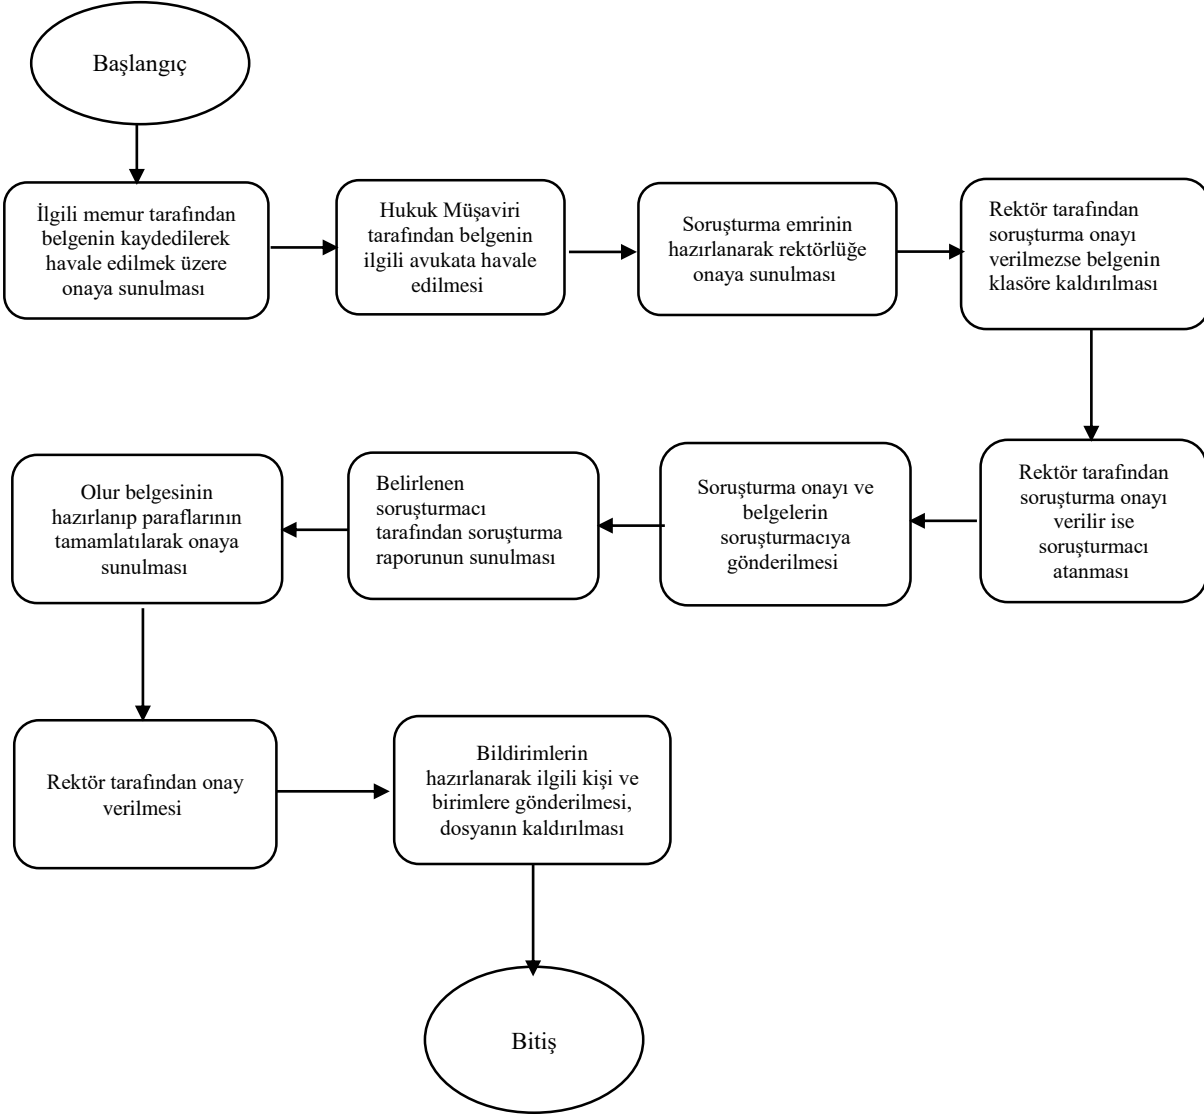 Başlangıç
İlgili memur tarafından
belgenin kaydedilerek
havale edilmek üzere
onaya sunulması
Hukuk Müşaviri
tarafından belgenin
ilgili avukata havale
edilmesi
Soruşturma emrinin
hazırlanarak rektörlüğe
onaya sunulması
Rektör tarafından
soruşturma onayı
verilmezse belgenin
klasöre kaldırılması
Rektör tarafından
soruşturma onayı
verilir ise
soruşturmacı
atanması
Soruşturma onayı ve
belgelerin
soruşturmacıya
gönderilmesi
Belirlenen
soruşturmacı
tarafından soruşturma
raporunun sunulması
Olur belgesinin
hazırlanıp paraflarının
tamamlatılarak onaya
sunulması
Rektör tarafından onay
verilmesi
Bildirimlerin
hazırlanarak ilgili kişi ve
birimlere gönderilmesi,
dosyanın kaldırılması
Bitiş